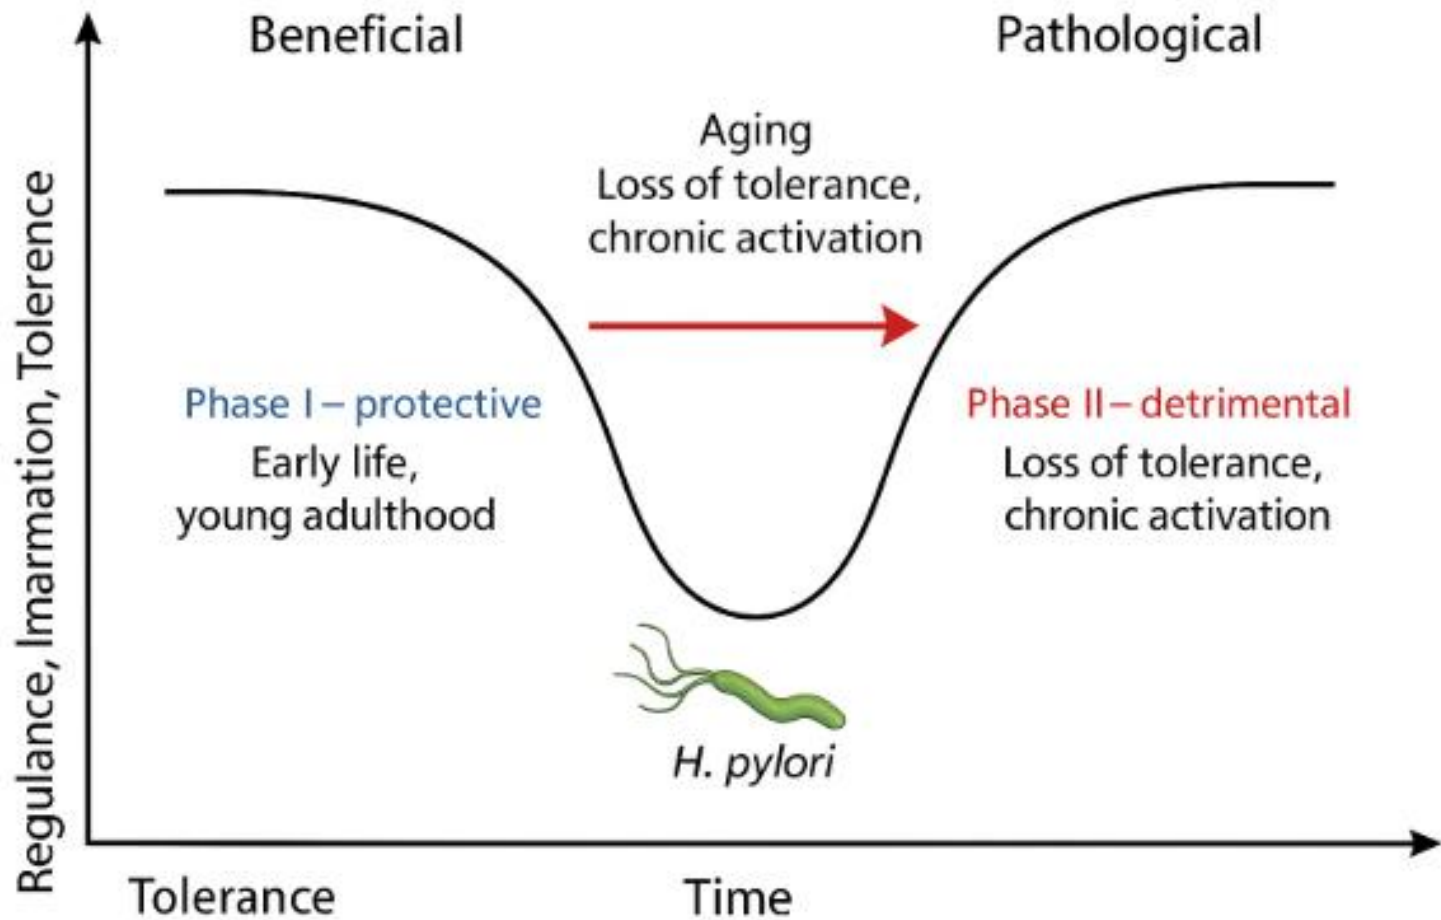 Beneficial
Pathological
Aging
Loss of tolerance,
chronic activation
Phase I – protective
Early life,
young adulthood
Phase II – detrimental
Loss of tolerance,
chronic activation
H. pylori
Regulance, Imarmation, Tolerence
Tolerance
Time